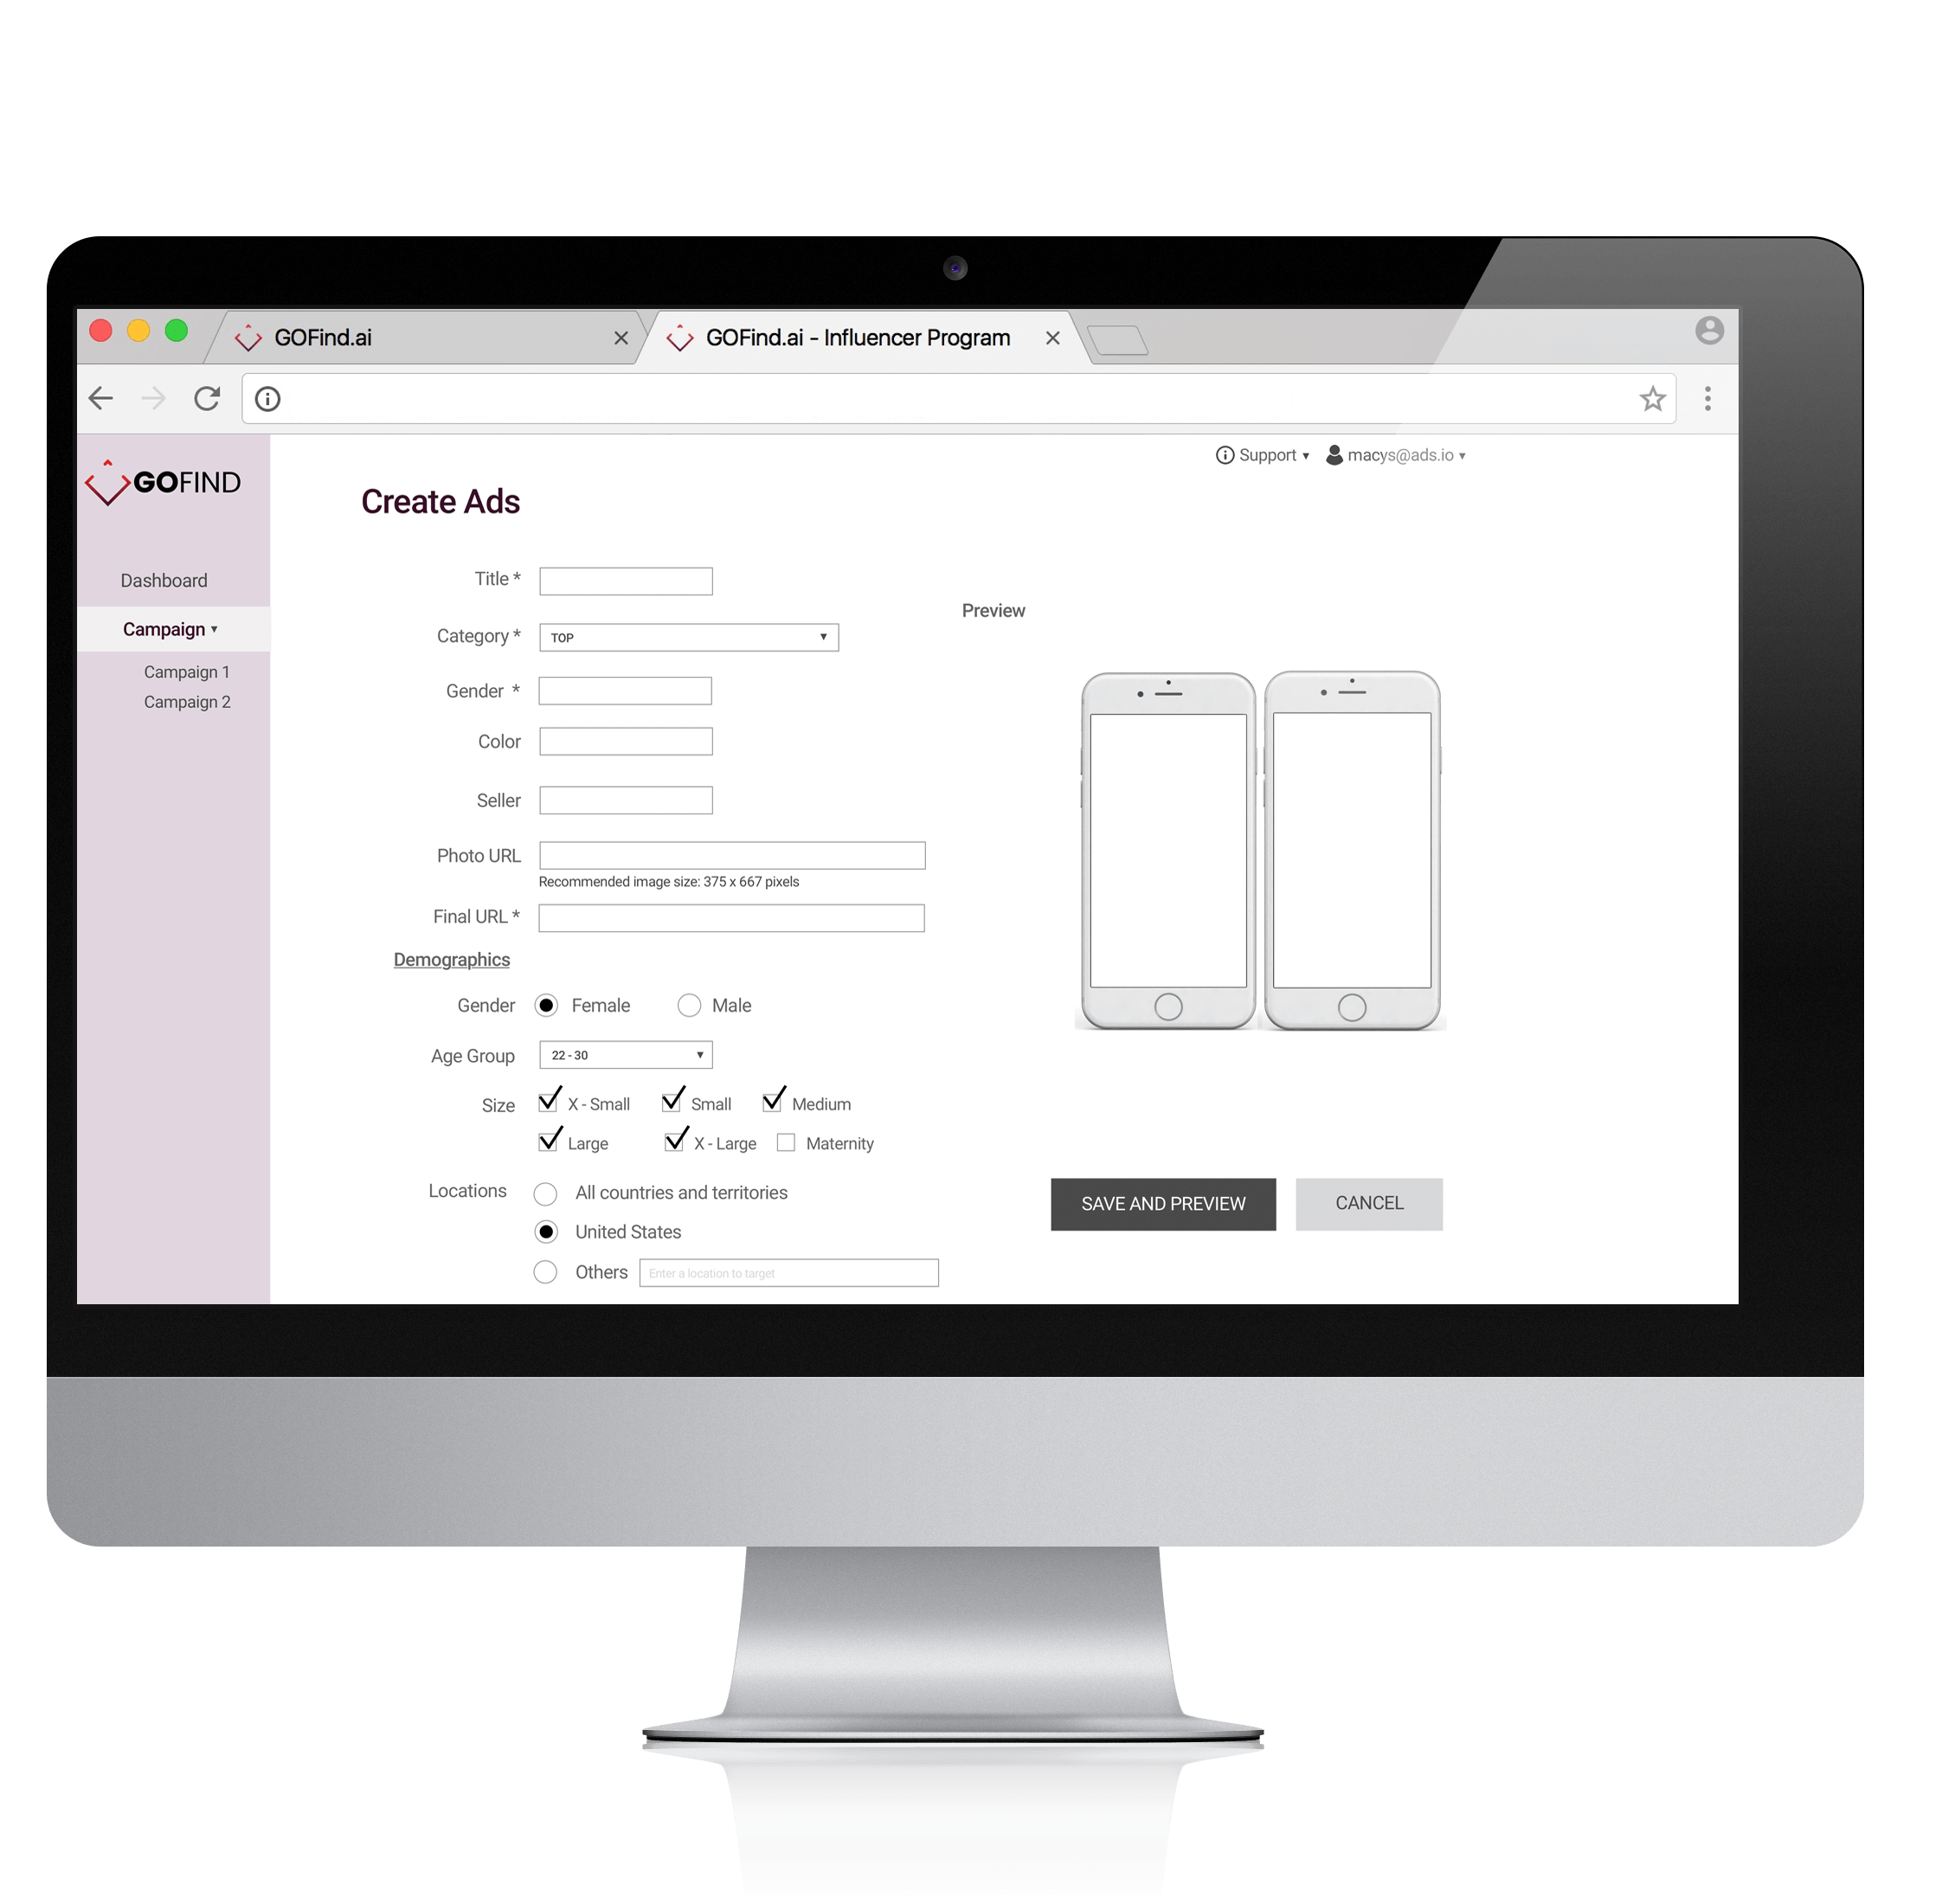 GOFind.ai
GOFind.ai - Influencer Program
Support
macys@ads.io
GOFIND
Create Ads
Dashboard
Campaign
Campaign 1
Campaign 2
Title *
Category *
TOP
Gender *
Color
Seller
Photo URL
Recommended image size: 375 x 667 pixels
Final URL *
Demographics
Gender
Female
Male
Age Group
22 - 30
Size
X - Small
Small
Medium
Large
X - Large
Maternity
Locations
All countries and territories
United States
Others
Enter a location to target
Preview
SAVE AND PREVIEW
CANCEL